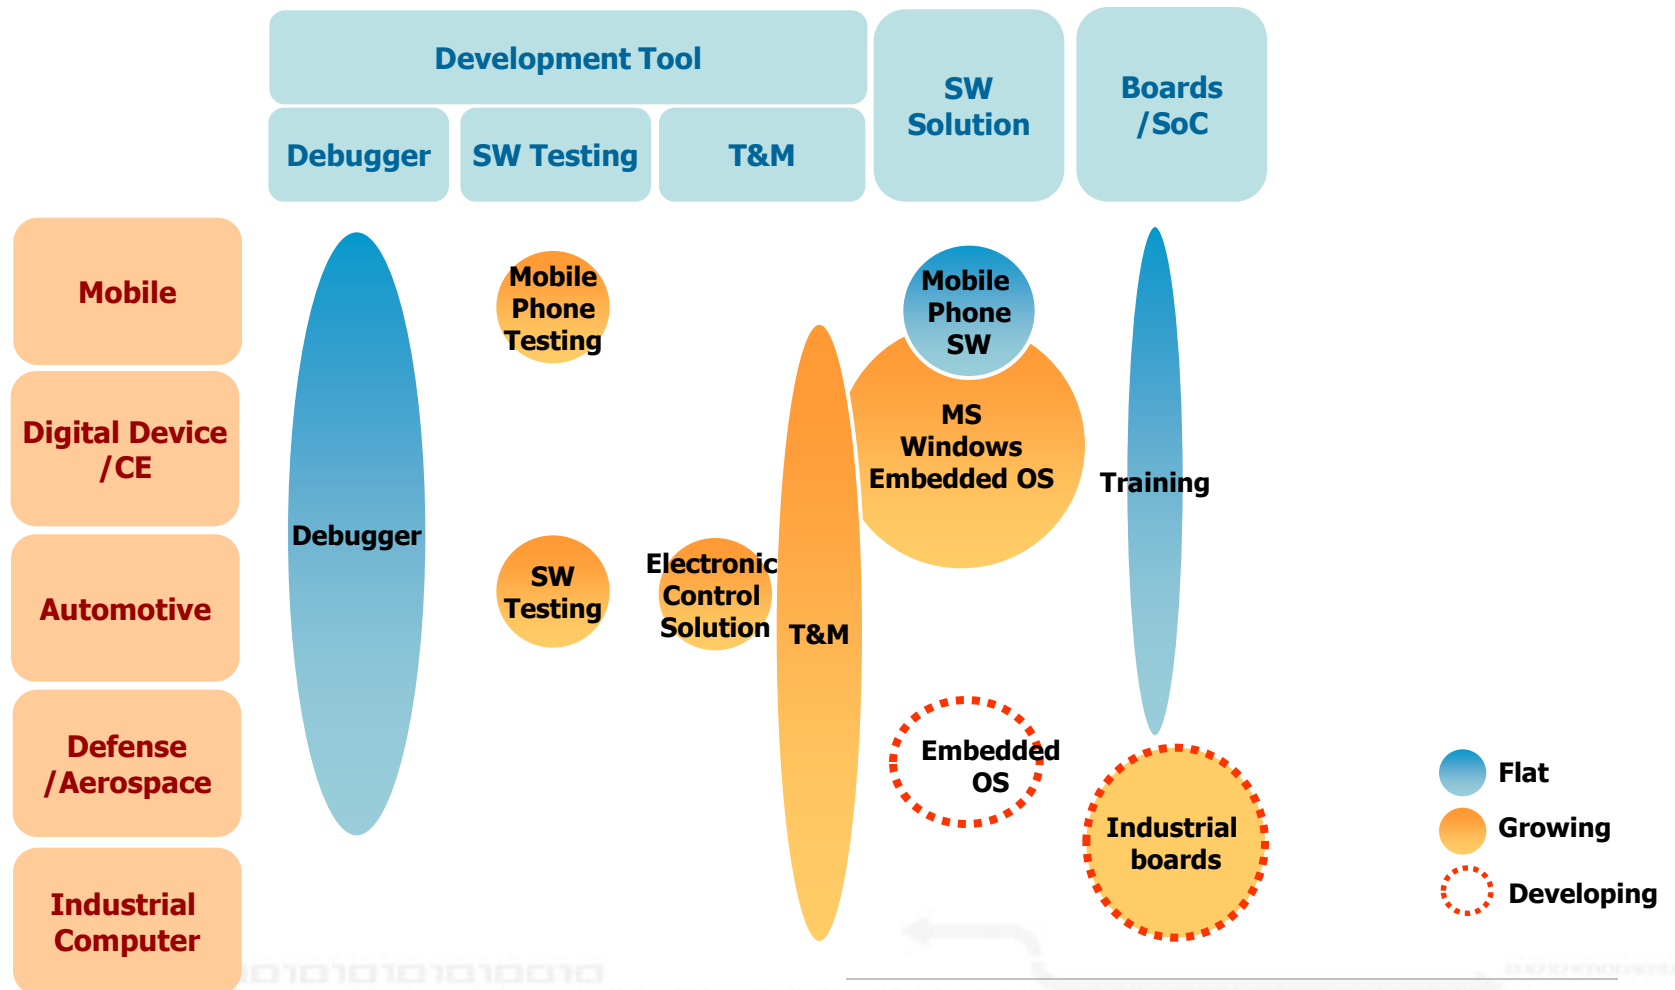 Development Tool
SW
Solution
Boards
/SoC
Debugger
SW Testing
T&M
Mobile
Mobile
Phone
Testing
Mobile
Phone
SW
Digital Device
/CE
MS
Windows
Embedded OS
Training
Debugger
Automotive
SW
Testing
Electronic
Control
Solution
T&M
Defense
/Aerospace
Embedded
OS
Industrial
boards
Industrial
Computer
Flat
Growing
Developing